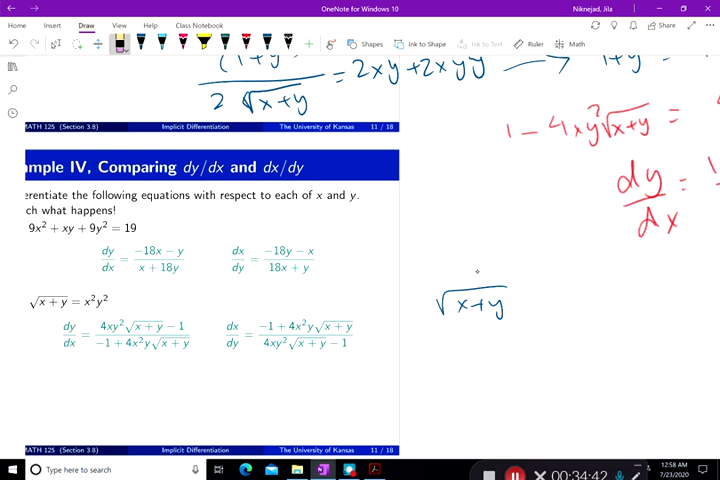 OneNote for Windows 10
Niknejad, Jila
Home Insert Draw View Help Class Notebook
Share
Shapes Ink to Shape Ink to Text Ruler Math
2√x+y = 2xy + 2xyy' → 1+y' =
MATH 125 (Section 3.8) Implicit Differentiation The University of Kansas 11 / 18
1 - 4xy²√x+y =
mple IV, Comparing dy/dx and dx/dy
dy/dx =
erentiate the following equations with respect to each of x and y.
ch what happens!
9x² + xy + 9y² = 19
dy/dx = (-18x - y)/(x + 18y) dx/dy = (-18y - x)/(18x + y)
√x + y = x²y²
√x+y
dy/dx = (4xy²√x + y - 1)/(-1 + 4x²y√x + y) dx/dy = (-1 + 4x²y√x + y)/(4xy²√x + y - 1)
MATH 125 (Section 3.8) Implicit Differentiation The University of Kansas 11 / 18
Type here to search
00:34:42
12:58 AM
7/23/2020